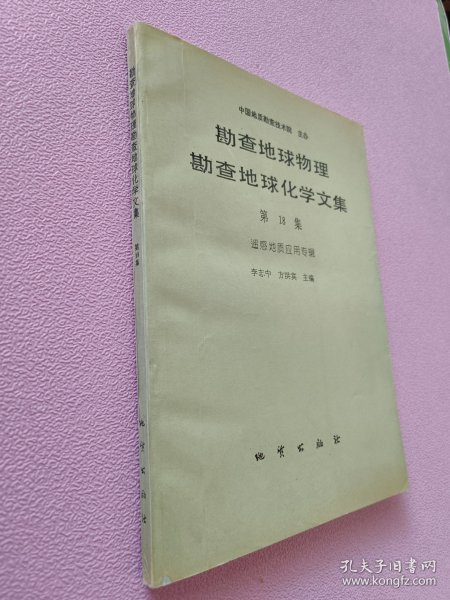 中国地质勘查技术院 主办
勘查地球物理
勘查地球化学文集
第 18 集
遥感地质应用专辑
李志中 方洪宾 主编
地质出版社
勘查地球物理勘查地球化学文集
第18集
地质出版社
孔夫子旧书网
www.kongfz.com